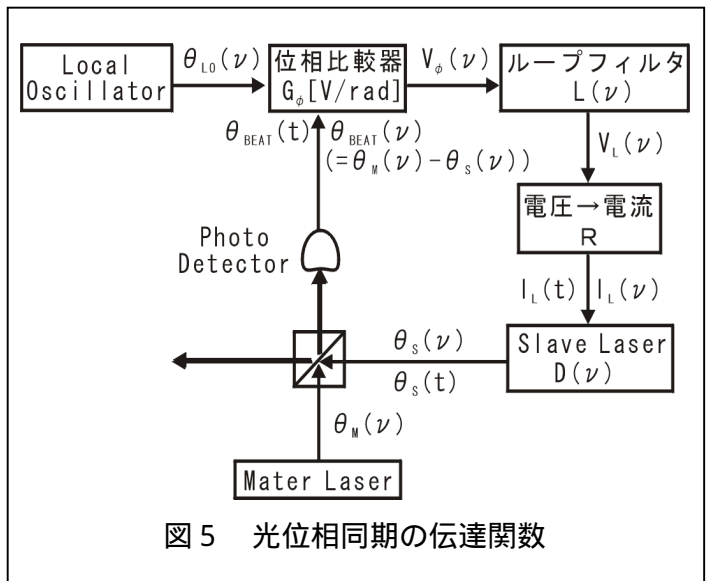 Local
Oscillator
θLO(ν)
位相比較器
Gφ[V/rad]
Vφ(ν)
ループフィルタ
L(ν)
θBEAT(t) θBEAT(ν)
(=θM(ν)-θS(ν))
VL(ν)
電圧→電流
R
Photo
Detector
IL(t) IL(ν)
θS(ν)
θS(t)
Slave Laser
D(ν)
θM(ν)
Mater Laser
図5 光位相同期の伝達関数